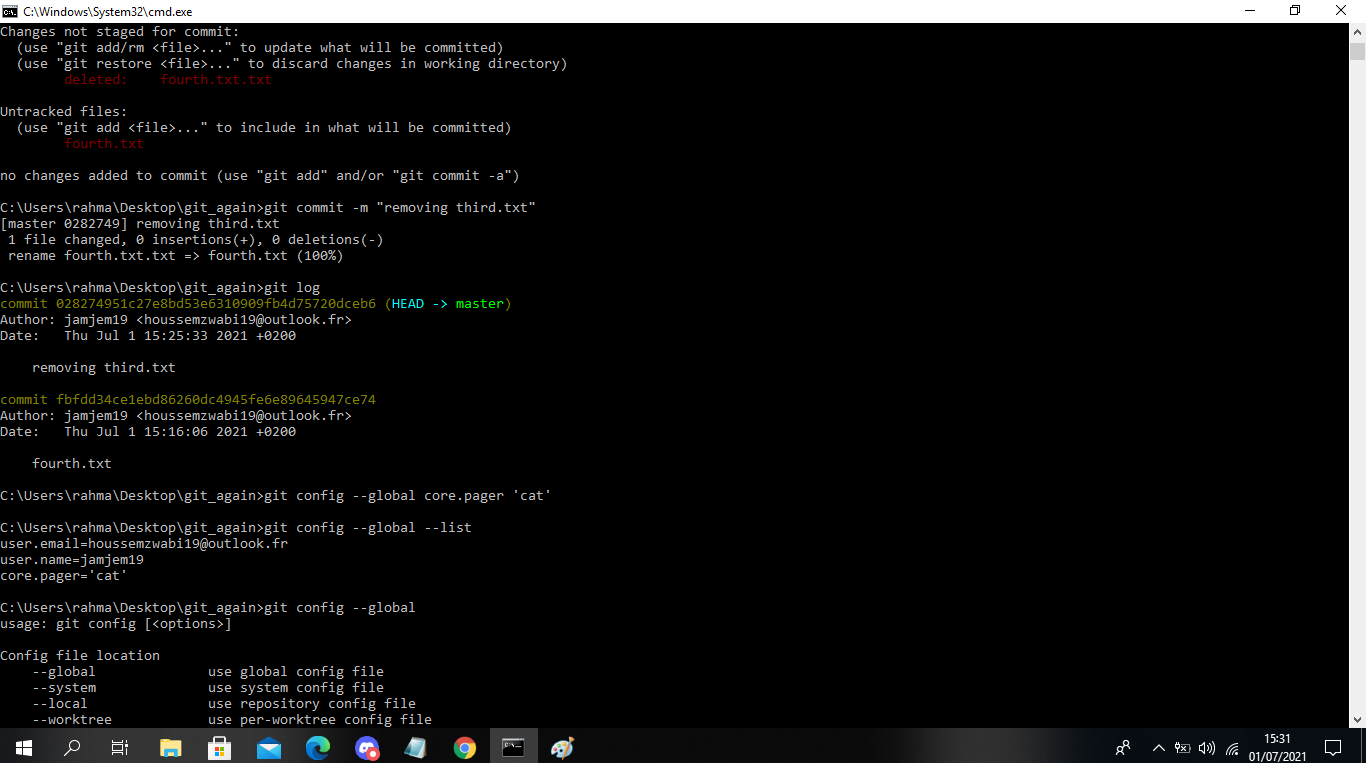 C:\Windows\System32\cmd.exe
Changes not staged for commit:
  (use "git add/rm <file>..." to update what will be committed)
  (use "git restore <file>..." to discard changes in working directory)
        deleted:    fourth.txt.txt

Untracked files:
  (use "git add <file>..." to include in what will be committed)
        fourth.txt

no changes added to commit (use "git add" and/or "git commit -a")

C:\Users\rahma\Desktop\git_again>git commit -m "removing third.txt"
[master 0282749] removing third.txt
 1 file changed, 0 insertions(+), 0 deletions(-)
 rename fourth.txt.txt => fourth.txt (100%)

C:\Users\rahma\Desktop\git_again>git log
commit 028274951c27e8bd53e6310909fb4d75720dceb6 (HEAD -> master)
Author: jamjem19 <houssemzwabi19@outlook.fr>
Date:   Thu Jul 1 15:25:33 2021 +0200

    removing third.txt

commit fbfdd34ce1ebd86260dc4945fe6e89645947ce74
Author: jamjem19 <houssemzwabi19@outlook.fr>
Date:   Thu Jul 1 15:16:06 2021 +0200

    fourth.txt

C:\Users\rahma\Desktop\git_again>git config --global core.pager 'cat'

C:\Users\rahma\Desktop\git_again>git config --global --list
user.email=houssemzwabi19@outlook.fr
user.name=jamjem19
core.pager='cat'

C:\Users\rahma\Desktop\git_again>git config --global
usage: git config [<options>]

Config file location
    --global              use global config file
    --system              use system config file
    --local               use repository config file
    --worktree            use per-worktree config file
15:31
01/07/2021